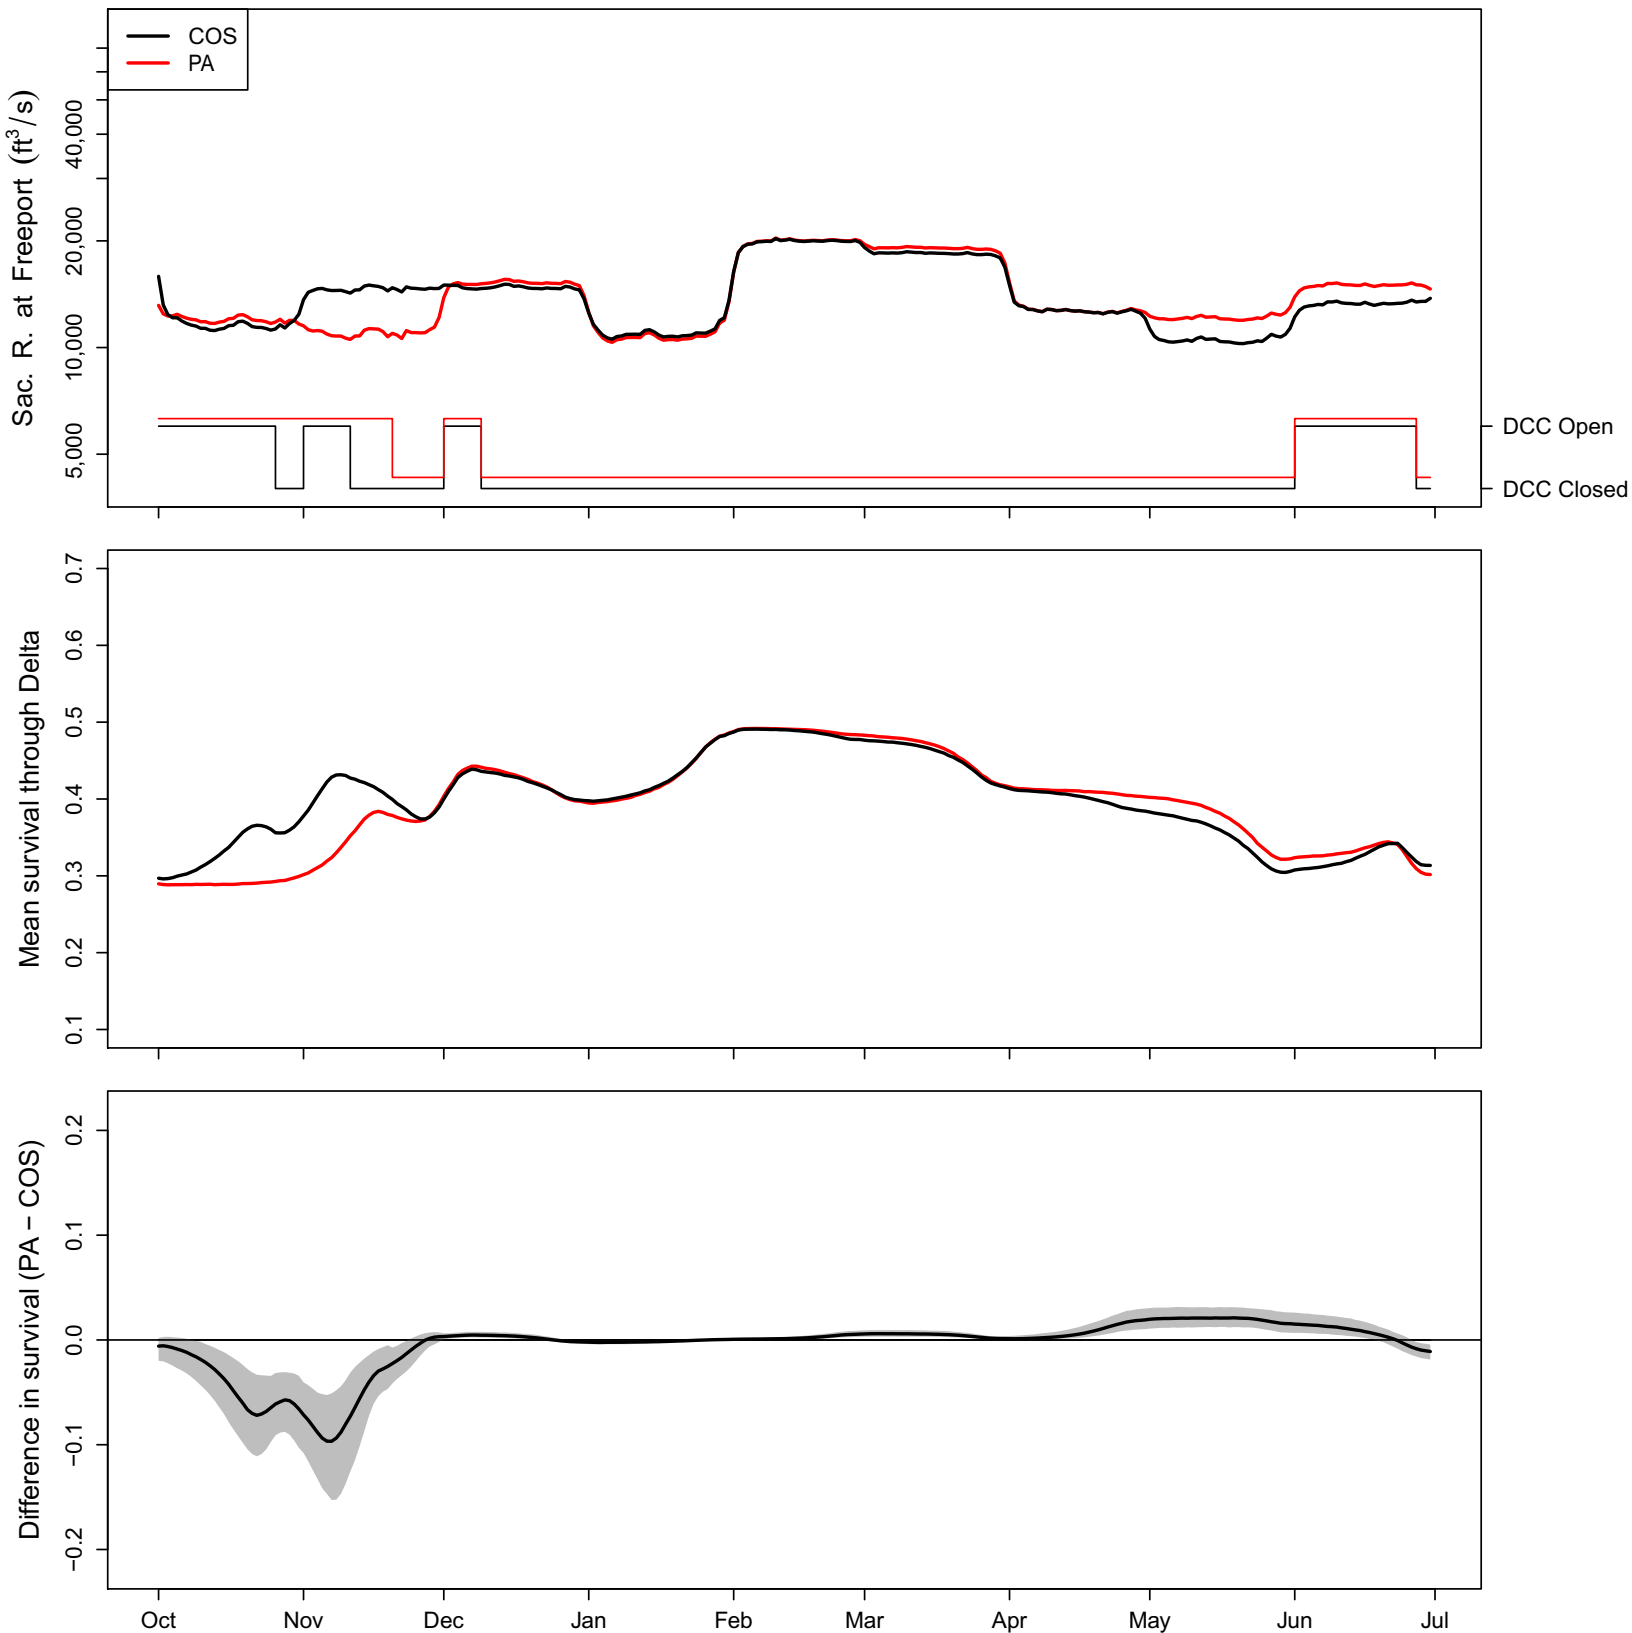 COS
PA
Sac. R. at Freeport (ft³/s)
40,000
20,000
10,000
5,000
DCC Open
DCC Closed
Mean survival through Delta
0.7
0.6
0.5
0.4
0.3
0.2
0.1
Difference in survival (PA − COS)
0.2
0.1
0.0
−0.1
−0.2
Oct Nov Dec Jan Feb Mar Apr May Jun Jul